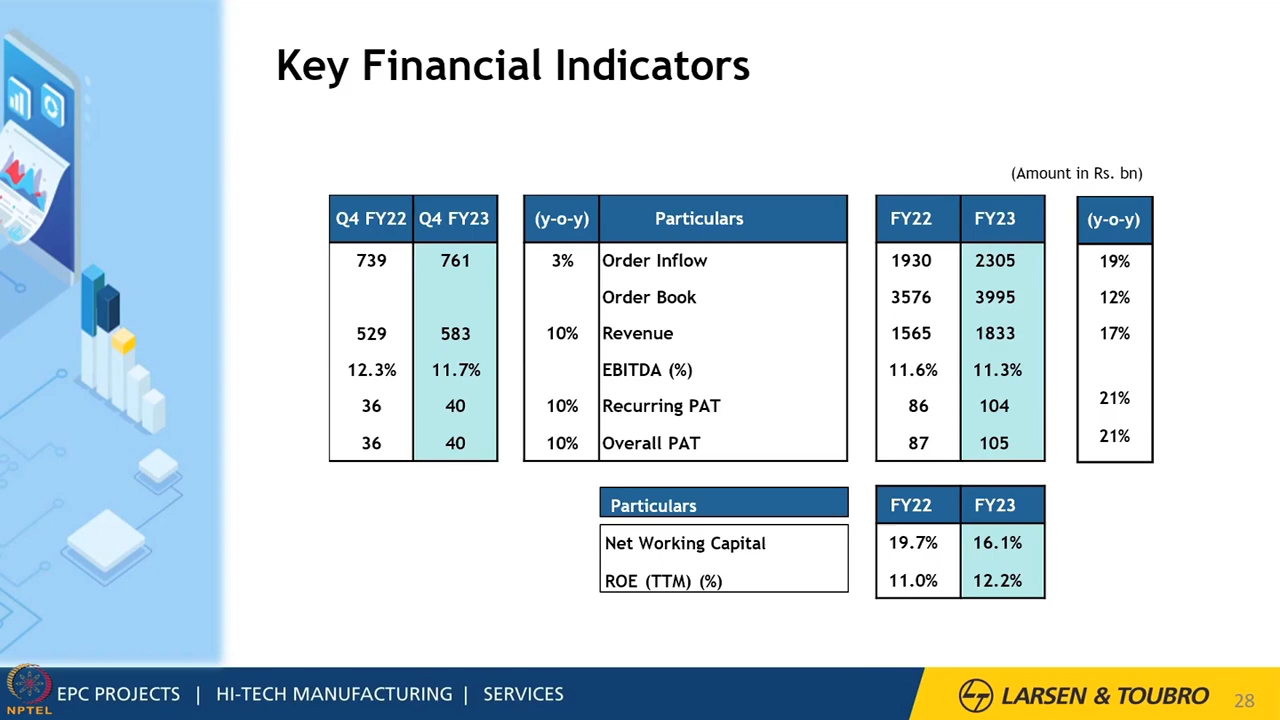 Key Financial Indicators
(Amount in Rs. bn)
Q4 FY22 Q4 FY23 (y-o-y) Particulars FY22 FY23 (y-o-y)
739 761 3% Order Inflow 1930 2305 19%
Order Book 3576 3995 12%
529 583 10% Revenue 1565 1833 17%
12.3% 11.7% EBITDA (%) 11.6% 11.3%
36 40 10% Recurring PAT 86 104 21%
36 40 10% Overall PAT 87 105 21%
Particulars FY22 FY23
Net Working Capital 19.7% 16.1%
ROE (TTM) (%) 11.0% 12.2%
EPC PROJECTS | HI-TECH MANUFACTURING | SERVICES
LARSEN & TOUBRO
28
NPTEL